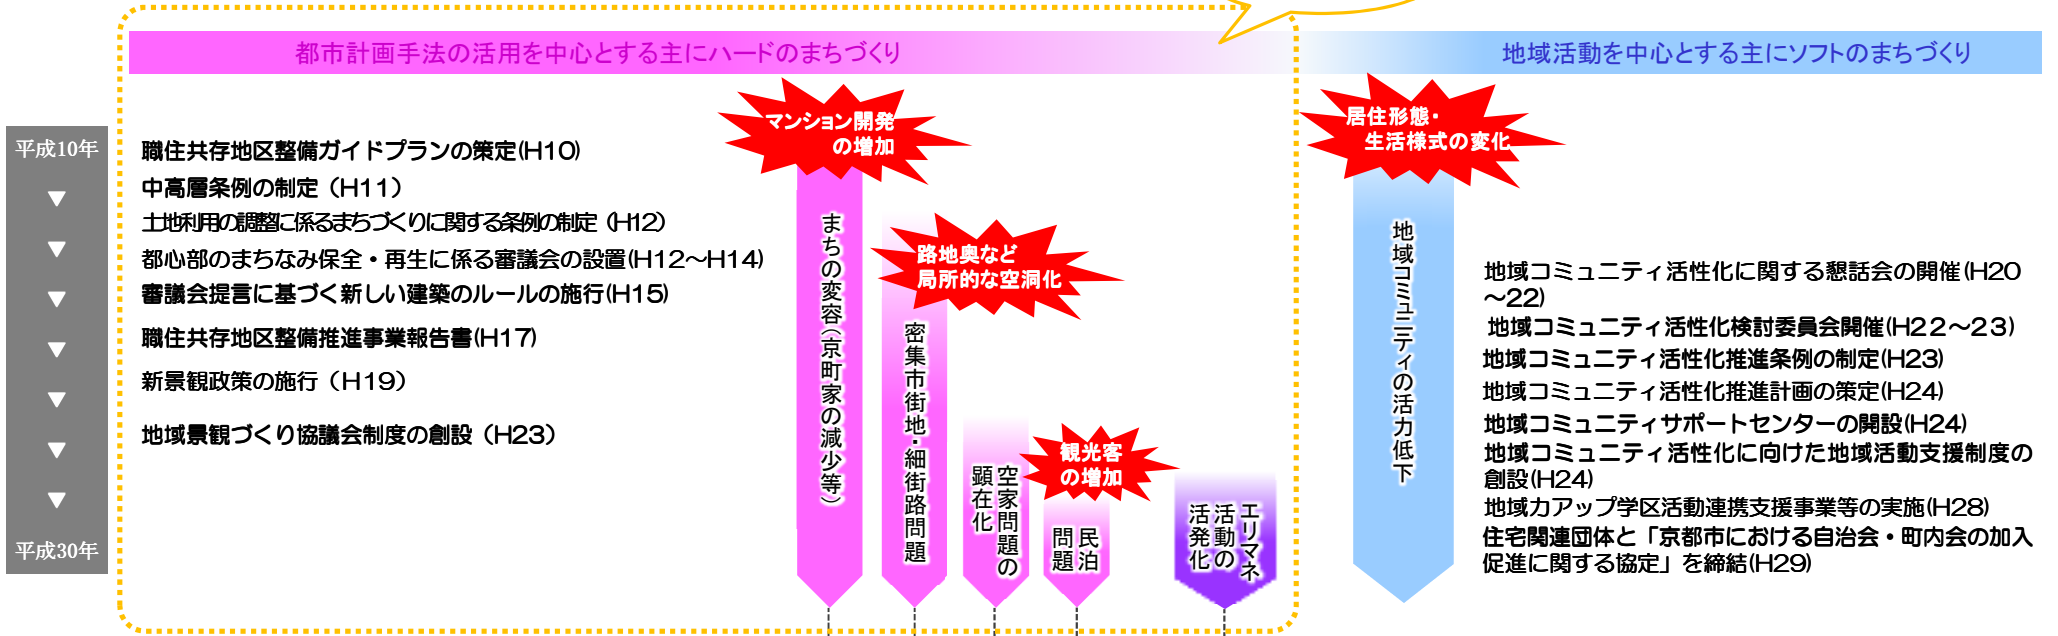 都市計画手法の活用を中心とする主にハードのまちづくり
地域活動を中心とする主にソフトのまちづくり
平成10年
平成30年
職住共存地区整備ガイドプランの策定(H10)
中高層条例の制定（H11）
土地利用の調整に係るまちづくりに関する条例の制定（H12）
都心部のまちなみ保全・再生に係る審議会の設置(H12～H14)
審議会提言に基づく新しい建築のルールの施行(H15)
職住共存地区整備推進事業報告書(H17)
新景観政策の施行（H19）
地域景観づくり協議会制度の創設（H23）
マンション開発
の増加
まちの変容（京町家の減少等）
路地奥など
局所的な空洞化
密集市街地・細街路問題
空家問題の
顕在化
観光客
の増加
民泊
問題
エリマネ
活動の
活発化
居住形態・
生活様式の変化
地域コミュニティの活力低下
地域コミュニティ活性化に関する懇話会の開催(H20
～22)
地域コミュニティ活性化検討委員会開催(H２２～２３)
地域コミュニティ活性化推進条例の制定(H23)
地域コミュニティ活性化推進計画の策定(H24)
地域コミュニティサポートセンターの開設(H24)
地域コミュニティ活性化に向けた地域活動支援制度の
創設(H24)
地域力アップ学区活動連携支援事業等の実施(H28)
住宅関連団体と「京都市における自治会・町内会の加入
促進に関する協定」を締結(H29)